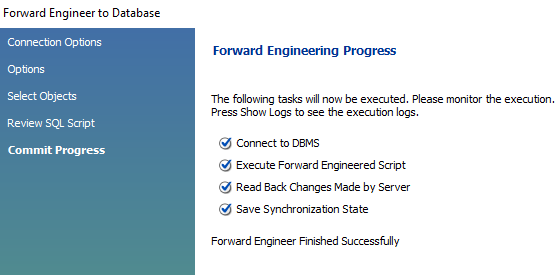 Forward Engineer to Database
Connection Options
Options
Select Objects
Review SQL Script
Commit Progress
Forward Engineering Progress
The following tasks will now be executed. Please monitor the execution.
Press Show Logs to see the execution logs.
Connect to DBMS
Execute Forward Engineered Script
Read Back Changes Made by Server
Save Synchronization State
Forward Engineer Finished Successfully